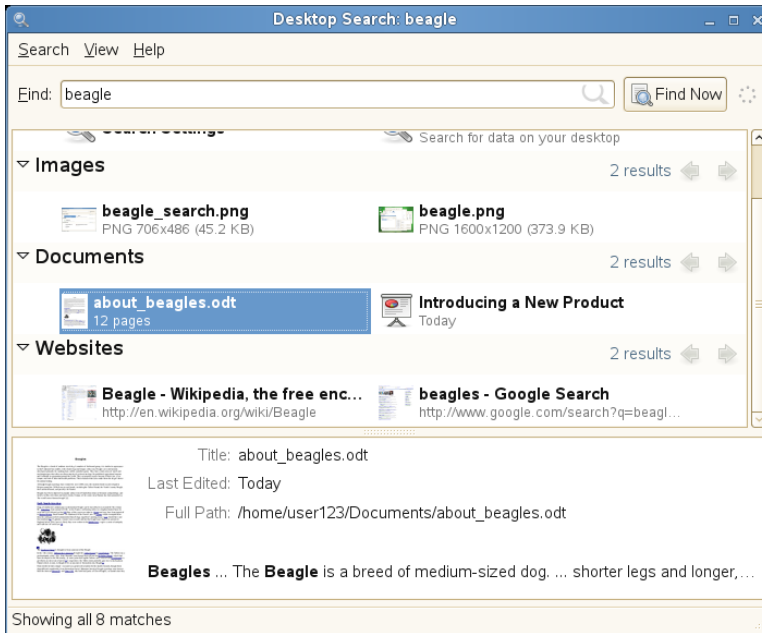 Desktop Search: beagle
Search View Help
Find: beagle Find Now
Search Settings
Search for data on your desktop
Images 2 results
beagle_search.png beagle.png
PNG 706x486 (45.2 KB) PNG 1600x1200 (373.9 KB)
Documents 2 results
about_beagles.odt Introducing a New Product
12 pages Today
Websites 2 results
Beagle - Wikipedia, the free enc... beagles - Google Search
http://en.wikipedia.org/wiki/Beagle http://www.google.com/search?q=beagl...
Title: about_beagles.odt
Last Edited: Today
Full Path: /home/user123/Documents/about_beagles.odt
Beagles ... The Beagle is a breed of medium-sized dog. ... shorter legs and longer,...
Showing all 8 matches